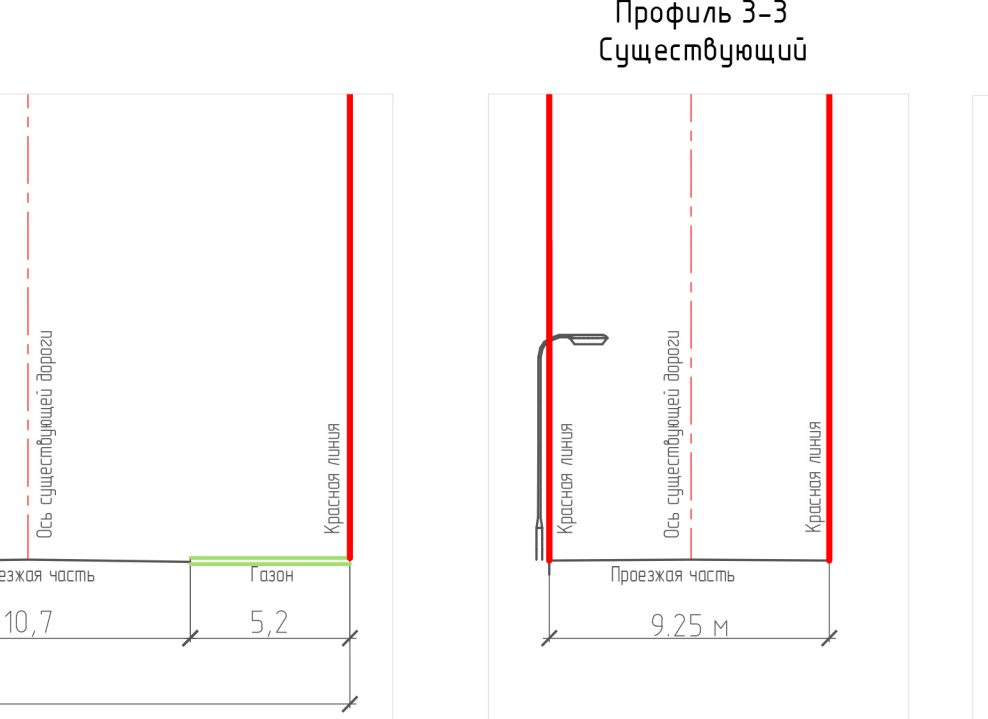 Профиль 3-3
Существующий
Ось существующей дороги
Красная линия
Красная линия
Ось существующей дороги
Красная линия
часть
Газон
Проезжая часть
10,7
5,2
9.25 м